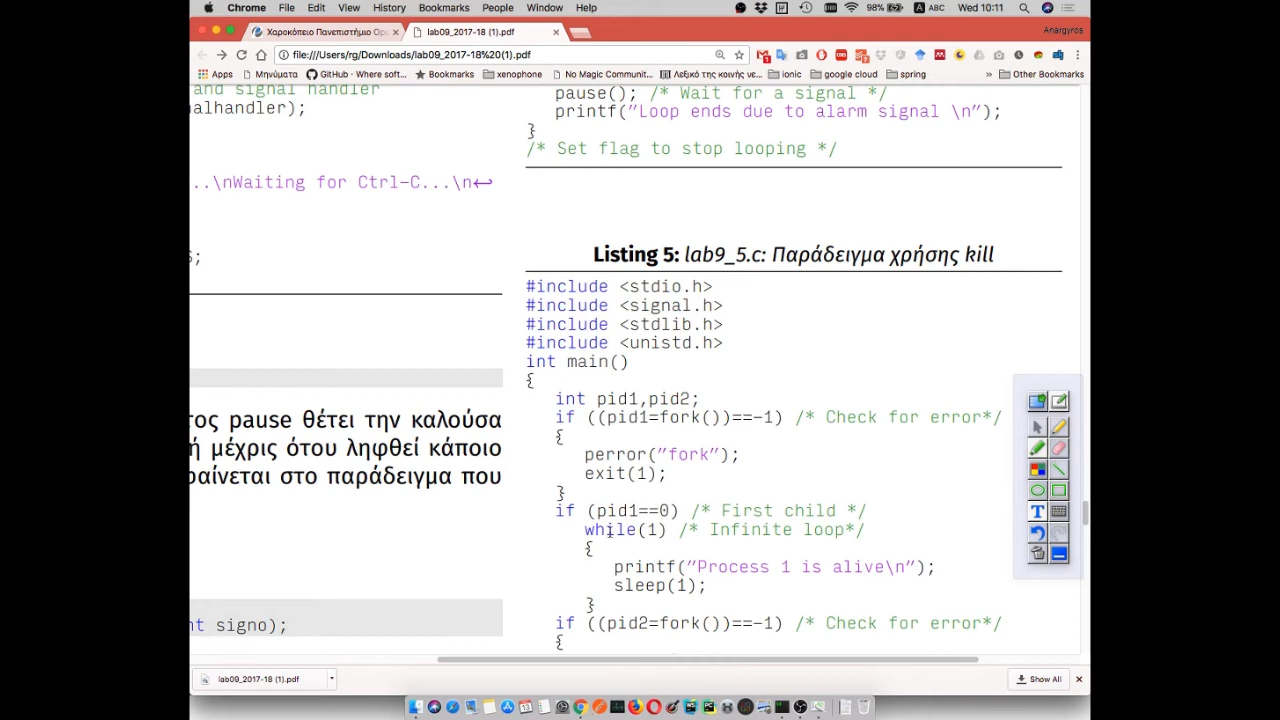 Chrome File Edit View History Bookmarks People Window Help 98% ABC Wed 10:11
Χαροκόπειο Πανεπιστήμιο Ope × lab09_2017-18 (1).pdf × Anargyros
file:///Users/rg/Downloads/lab09_2017-18%20(1).pdf
Apps Μηνύματα GitHub · Where soft... Bookmarks xenophone No Magic Communit... Λεξικό της κοινής νε... ionic google cloud spring » Other Bookmarks
and signal handler
alhandler);
..\nWaiting for Ctrl-C...\n↩
;
τος pause θέτει την καλούσα
ή μέχρις ότου ληφθεί κάποιο
φαίνεται στο παράδειγμα που
nt signo);
pause(); /* Wait for a signal */
printf("Loop ends due to alarm signal \n");
}
/* Set flag to stop looping */
Listing 5: lab9_5.c: Παράδειγμα χρήσης kill
#include <stdio.h>
#include <signal.h>
#include <stdlib.h>
#include <unistd.h>
int main()
{
int pid1,pid2;
if ((pid1=fork())==-1) /* Check for error*/
{
perror("fork");
exit(1);
}
if (pid1==0) /* First child */
while(1) /* Infinite loop*/
{
printf("Process 1 is alive\n");
sleep(1);
}
if ((pid2=fork())==-1) /* Check for error*/
{
lab09_2017-18 (1).pdf Show All ×